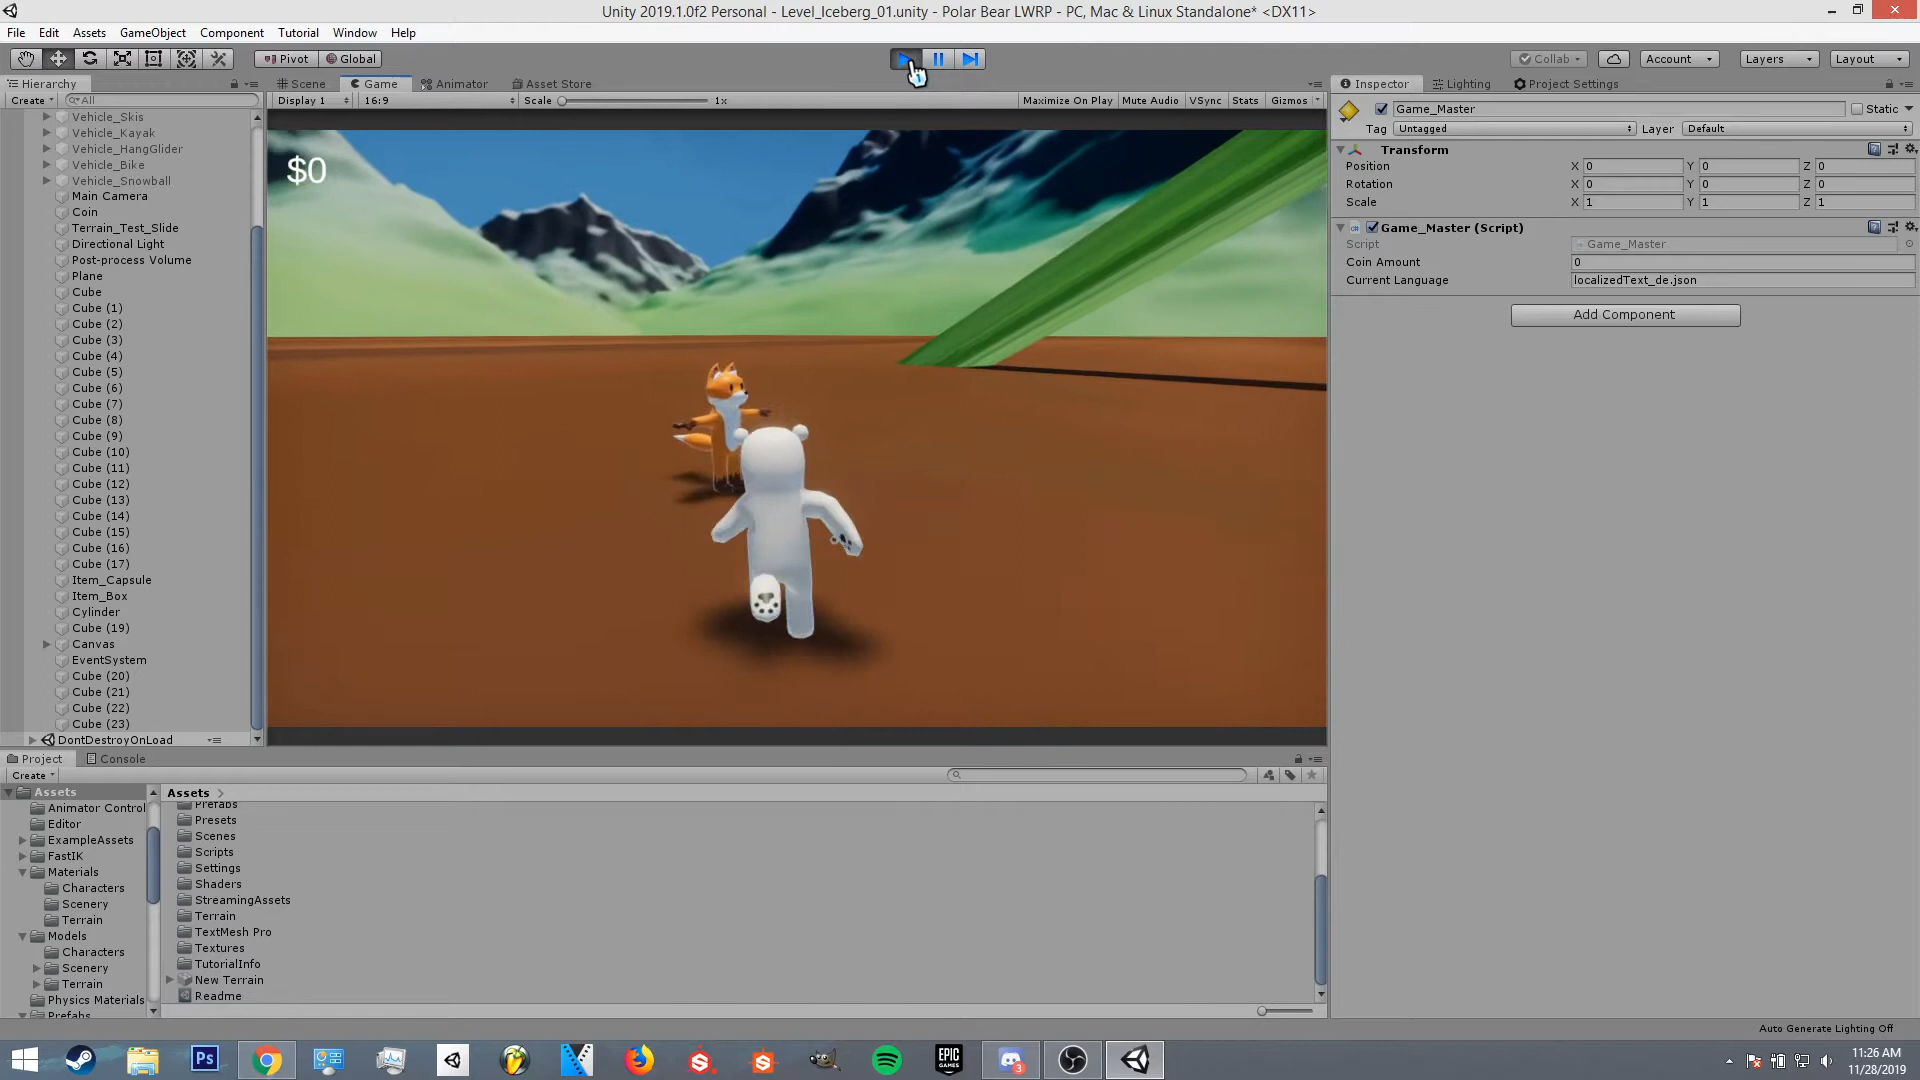 Unity 2019.1.0f2 Personal - Level_Iceberg_01.unity - Polar Bear LWRP - PC, Mac & Linux Standalone* <DX11>
File Edit Assets GameObject Component Tutorial Window Help
Pivot Global Collab Account Layers Layout
Hierarchy
Create All
Vehicle_Skis
Vehicle_Kayak
Vehicle_HangGlider
Vehicle_Bike
Vehicle_Snowball
Main Camera
Coin
Terrain_Test_Slide
Directional Light
Post-process Volume
Plane
Cube
Cube (1)
Cube (2)
Cube (3)
Cube (4)
Cube (5)
Cube (6)
Cube (7)
Cube (8)
Cube (9)
Cube (10)
Cube (11)
Cube (12)
Cube (13)
Cube (14)
Cube (15)
Cube (16)
Cube (17)
Item_Capsule
Item_Box
Cylinder
Cube (19)
Canvas
EventSystem
Cube (20)
Cube (21)
Cube (22)
Cube (23)
DontDestroyOnLoad
Scene Game Animator Asset Store
Display 1 16:9 Scale 1x Maximize On Play Mute Audio VSync Stats Gizmos
$0
Inspector Lighting Project Settings
Game_Master Static
Tag Untagged Layer Default
Transform
Position X 0 Y 0 Z 0
Rotation X 0 Y 0 Z 0
Scale X 1 Y 1 Z 1
Game_Master (Script)
Script Game_Master
Coin Amount 0
Current Language localizedText_de.json
Add Component
Project Console
Create
Assets
Animator Control
Editor
ExampleAssets
FastIK
Materials
Characters
Scenery
Terrain
Models
Characters
Scenery
Terrain
Physics Materials
Prefabs
Assets
Prefabs
Presets
Scenes
Scripts
Settings
Shaders
StreamingAssets
Terrain
TextMesh Pro
Textures
TutorialInfo
New Terrain
Readme
Auto Generate Lighting Off
Ps
EPIC
GAMES
3
11:26 AM
11/28/2019